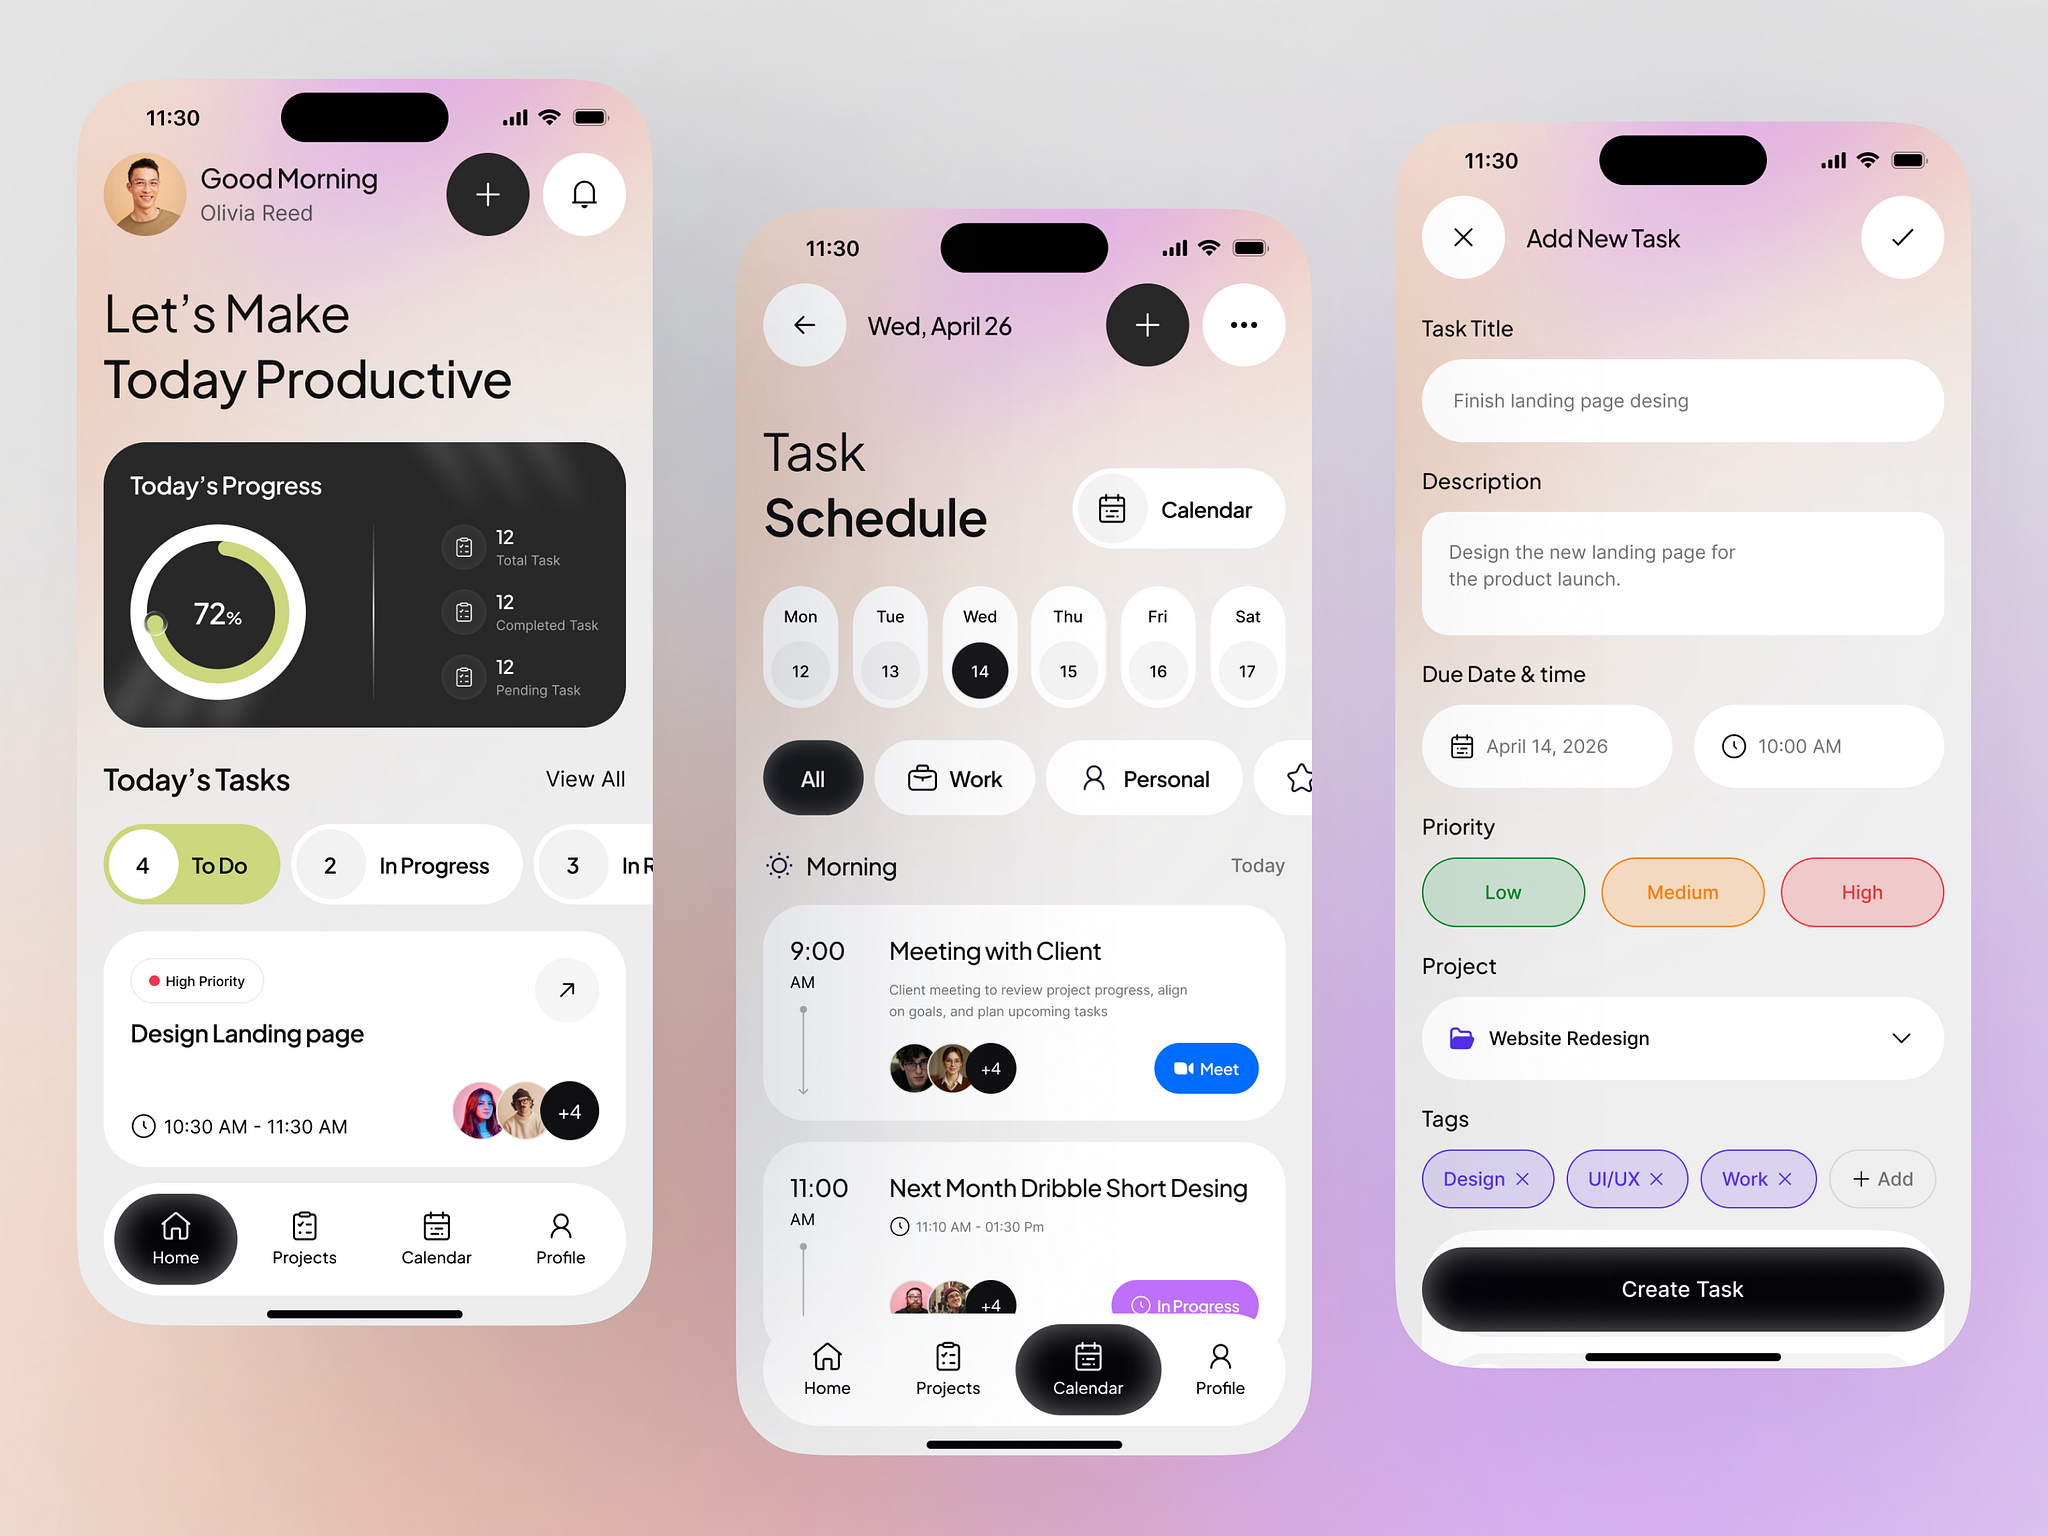 11:30
Good Morning
Olivia Reed
Let’s Make
Today Productive
Today’s Progress
72%
12
Total Task
12
Completed Task
12
Pending Task
Today’s Tasks
View All
4 To Do
2 In Progress
3 In R
High Priority
Design Landing page
10:30 AM - 11:30 AM
+4
Home
Projects
Calendar
Profile
11:30
Wed, April 26
Task
Schedule
Calendar
Mon Tue Wed Thu Fri Sat
12 13 14 15 16 17
All
Work
Personal
Morning
Today
9:00
AM
Meeting with Client
Client meeting to review project progress, align
on goals, and plan upcoming tasks
+4
Meet
11:00
AM
Next Month Dribble Short Desing
11:10 AM - 01:30 Pm
+4
In Progress
Home
Projects
Calendar
Profile
11:30
Add New Task
Task Title
Finish landing page desing
Description
Design the new landing page for
the product launch.
Due Date & time
April 14, 2026
10:00 AM
Priority
Low
Medium
High
Project
Website Redesign
Tags
Design
UI/UX
Work
+ Add
Create Task